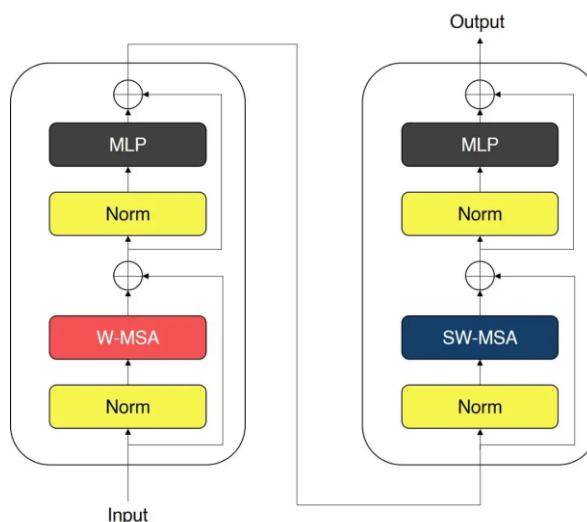 Output
MLP
Norm
W-MSA
Norm
Input
MLP
Norm
SW-MSA
Norm